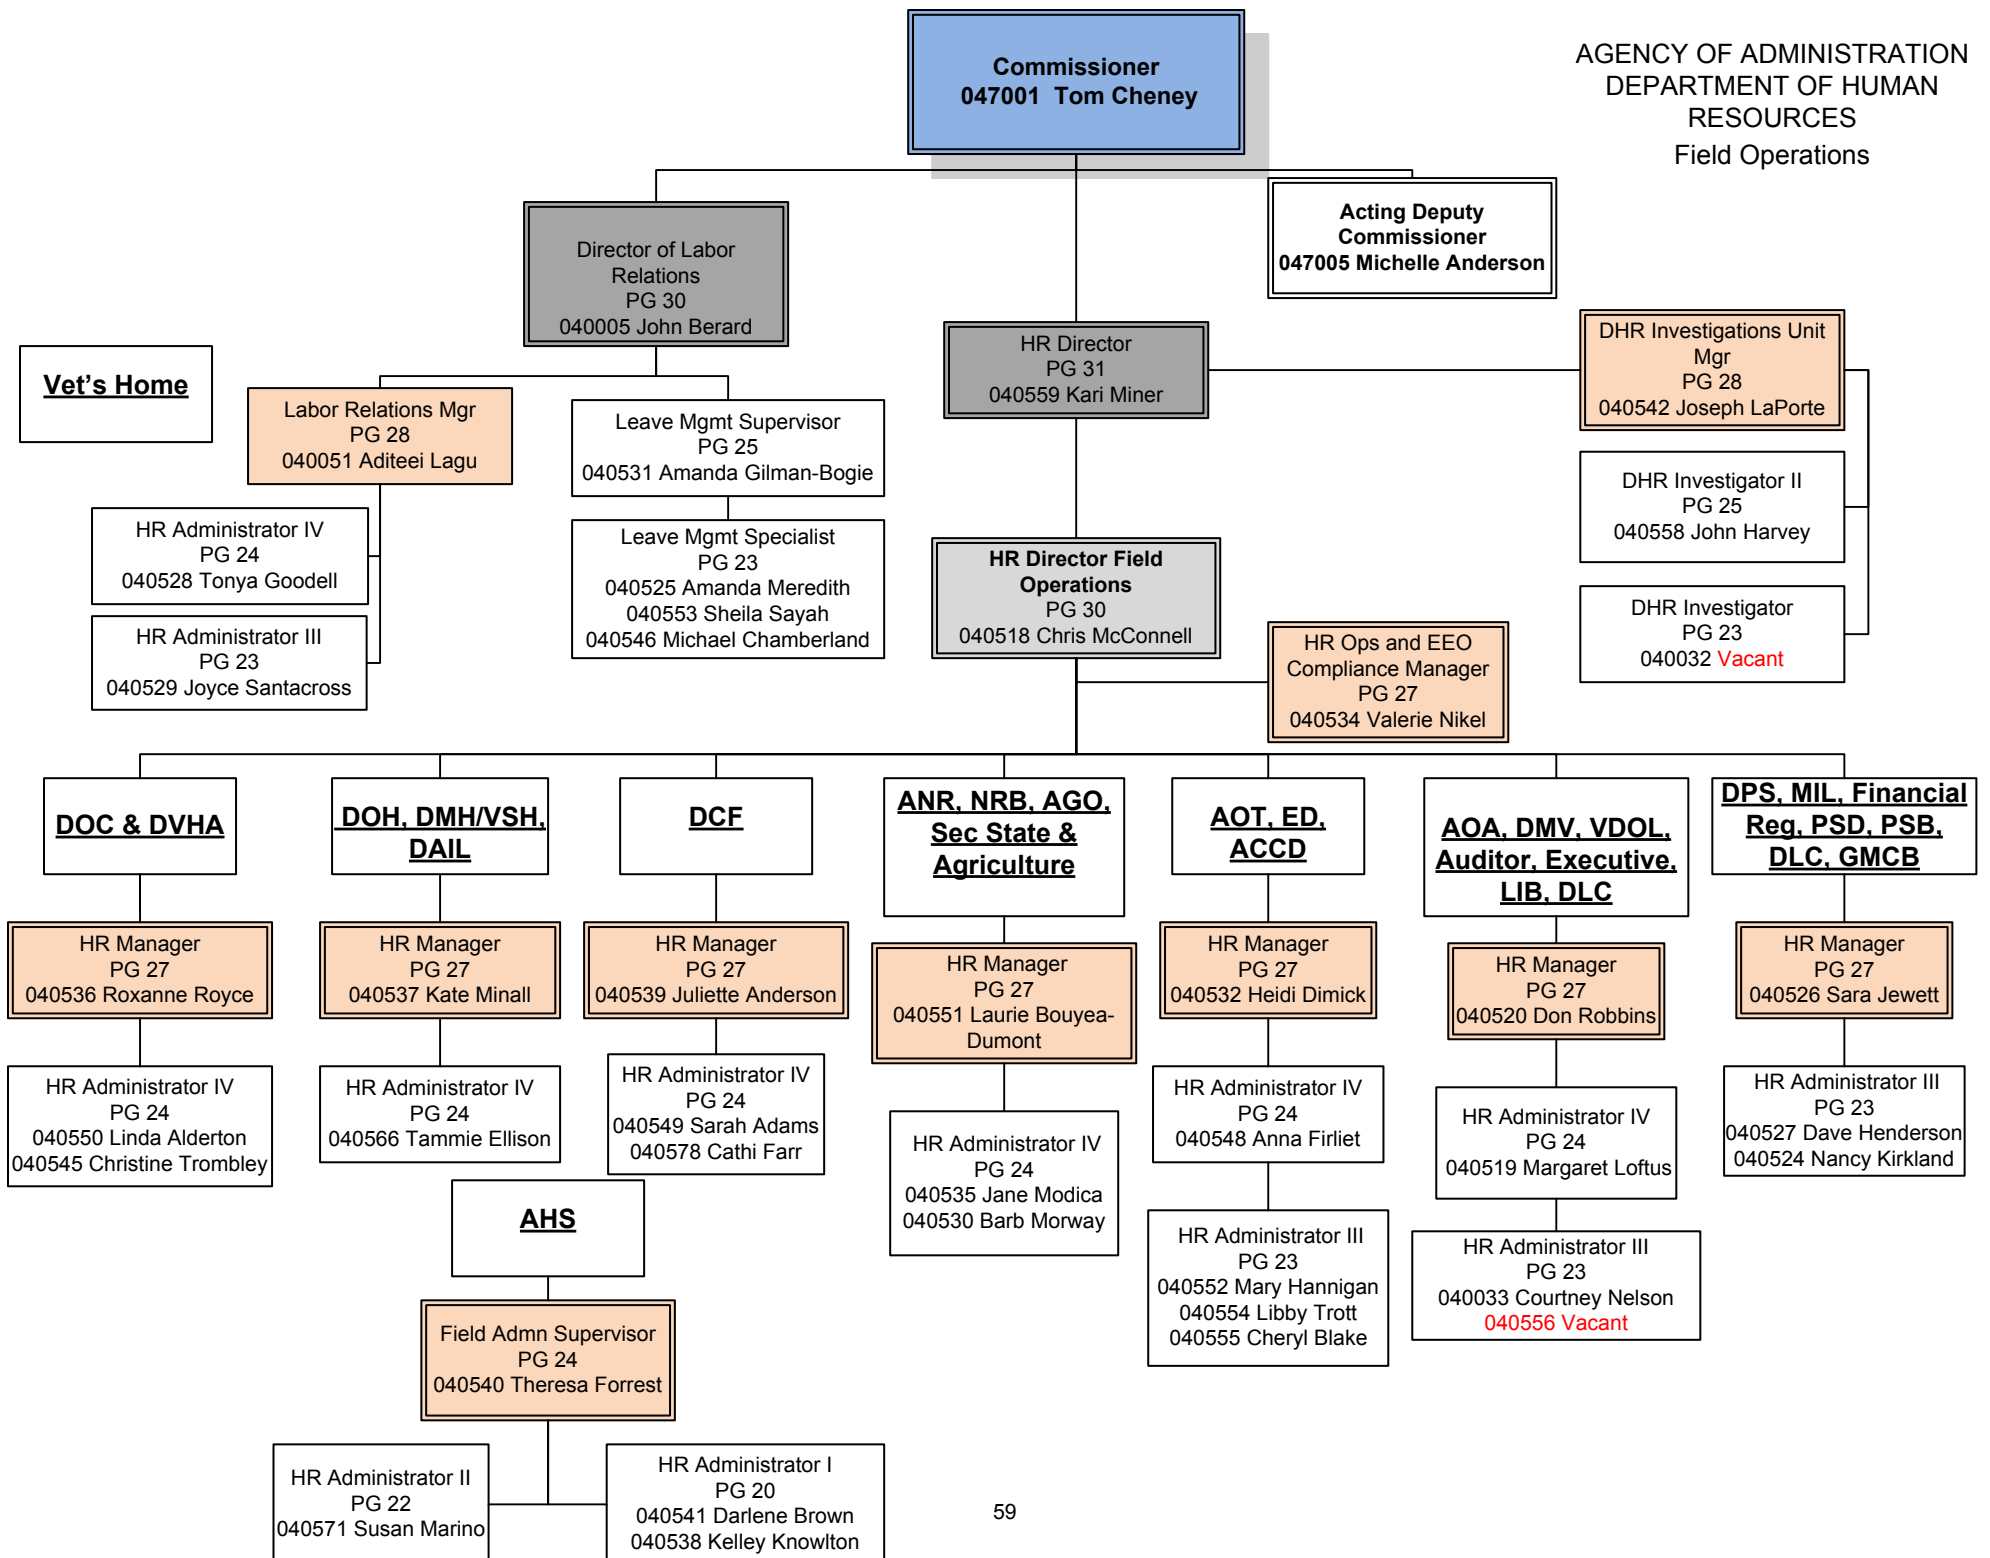 Commissioner
047001 Tom Cheney
AGENCY OF ADMINISTRATION
DEPARTMENT OF HUMAN
RESOURCES
Field Operations
Acting Deputy
Commissioner
047005 Michelle Anderson
Director of Labor
Relations
PG 30
040005 John Berard
HR Director
PG 31
040559 Kari Miner
DHR Investigations Unit
Mgr
PG 28
040542 Joseph LaPorte
Vet's Home
Labor Relations Mgr
PG 28
040051 Aditeei Lagu
Leave Mgmt Supervisor
PG 25
040531 Amanda Gilman-Bogie
DHR Investigator II
PG 25
040558 John Harvey
HR Administrator IV
PG 24
040528 Tonya Goodell
Leave Mgmt Specialist
PG 23
040525 Amanda Meredith
040553 Sheila Sayah
040546 Michael Chamberland
HR Director Field
Operations
PG 30
040518 Chris McConnell
DHR Investigator
PG 23
040032 Vacant
HR Administrator III
PG 23
040529 Joyce Santacross
HR Ops and EEO
Compliance Manager
PG 27
040534 Valerie Nikel
DOC & DVHA
DOH, DMH/VSH,
DAIL
DCF
ANR, NRB, AGO,
Sec State &
Agriculture
AOT, ED,
ACCD
AOA, DMV, VDOL,
Auditor, Executive,
LIB, DLC
DPS, MIL, Financial
Reg, PSD, PSB,
DLC, GMCB
HR Manager
PG 27
040536 Roxanne Royce
HR Manager
PG 27
040537 Kate Minall
HR Manager
PG 27
040539 Juliette Anderson
HR Manager
PG 27
040551 Laurie Bouyea-
Dumont
HR Manager
PG 27
040532 Heidi Dimick
HR Manager
PG 27
040520 Don Robbins
HR Manager
PG 27
040526 Sara Jewett
HR Administrator IV
PG 24
040550 Linda Alderton
040545 Christine Trombley
HR Administrator IV
PG 24
040566 Tammie Ellison
HR Administrator IV
PG 24
040549 Sarah Adams
040578 Cathi Farr
HR Administrator IV
PG 24
040535 Jane Modica
040530 Barb Morway
HR Administrator IV
PG 24
040548 Anna Firliet
HR Administrator IV
PG 24
040519 Margaret Loftus
HR Administrator III
PG 23
040527 Dave Henderson
040524 Nancy Kirkland
AHS
HR Administrator III
PG 23
040552 Mary Hannigan
040554 Libby Trott
040555 Cheryl Blake
HR Administrator III
PG 23
040033 Courtney Nelson
040556 Vacant
Field Admn Supervisor
PG 24
040540 Theresa Forrest
HR Administrator II
PG 22
040571 Susan Marino
HR Administrator I
PG 20
040541 Darlene Brown
040538 Kelley Knowlton
59